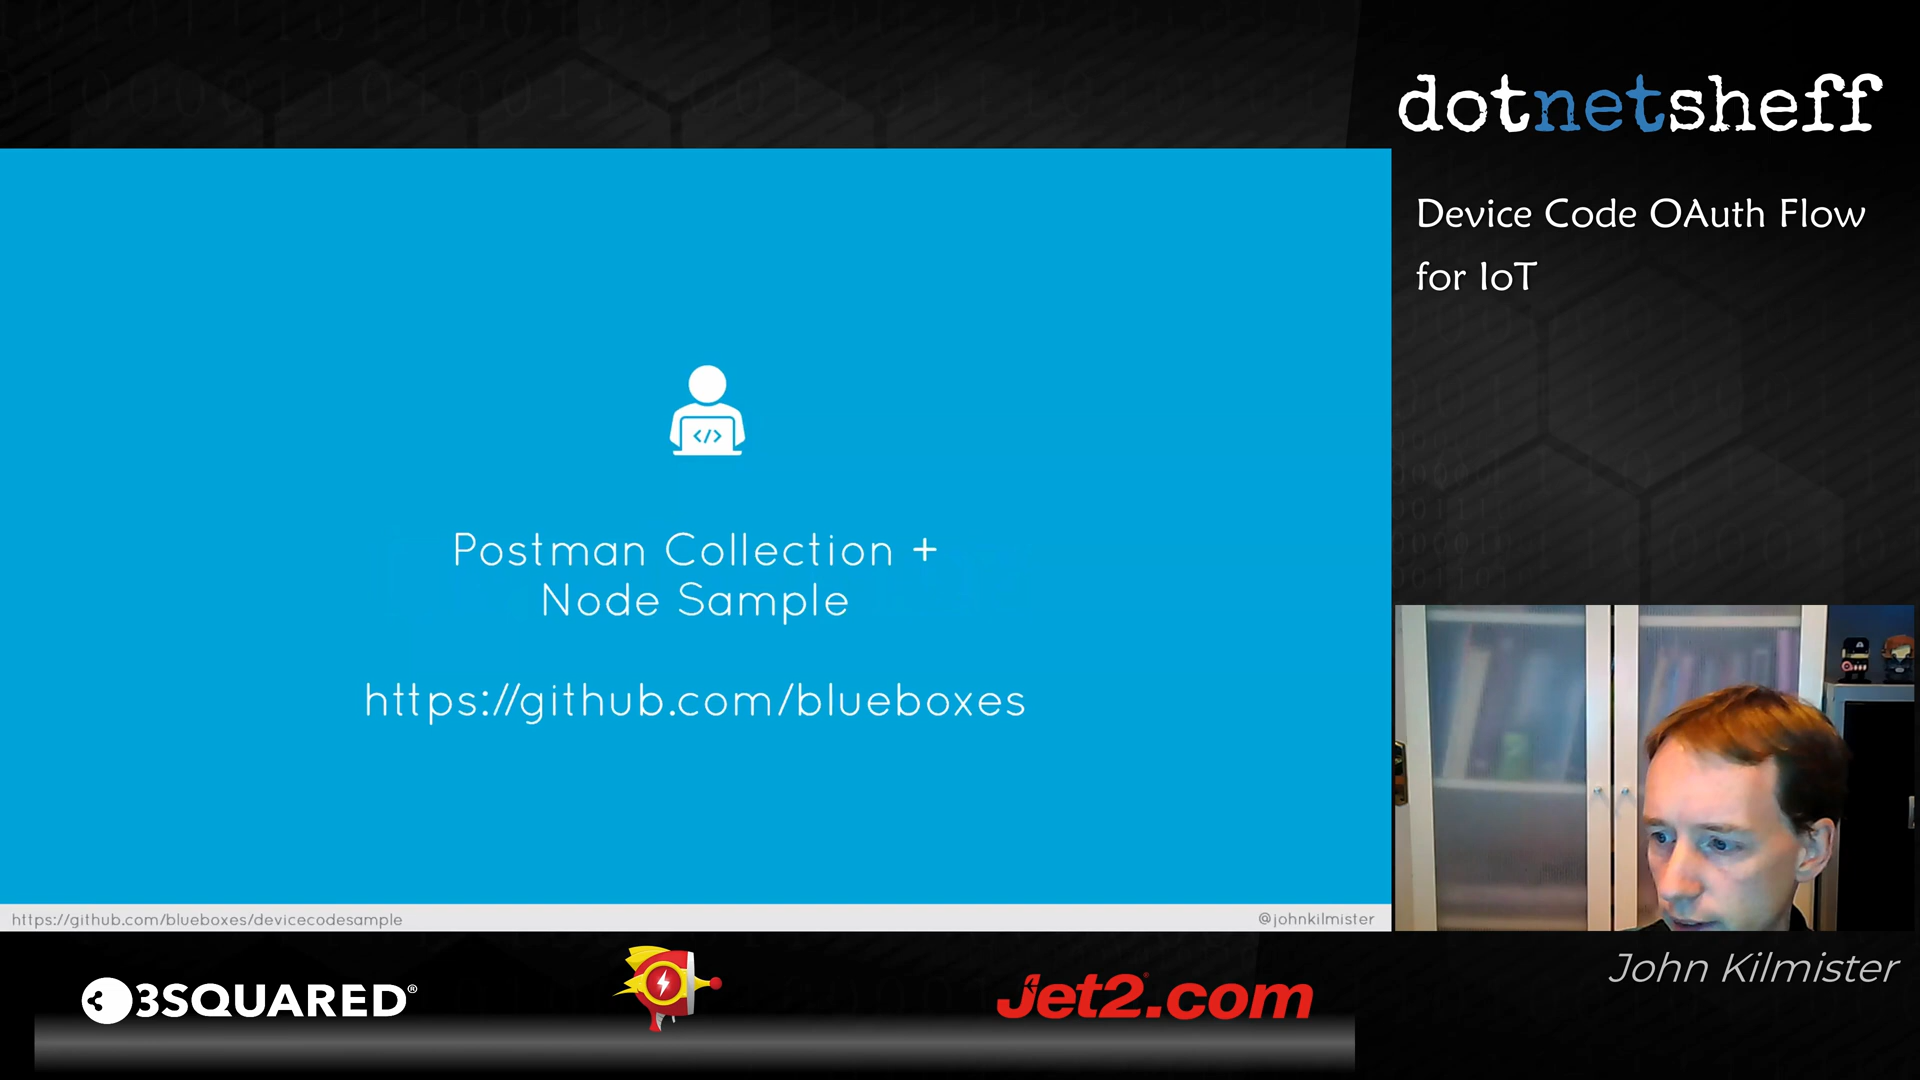 dotnetsheff
Device Code OAuth Flow
for IoT
</>
Postman Collection +
Node Sample
https://github.com/blueboxes
https://github.com/blueboxes/devicecodesample
@johnkilmister
John Kilmister
3SQUARED®
Jet2.com